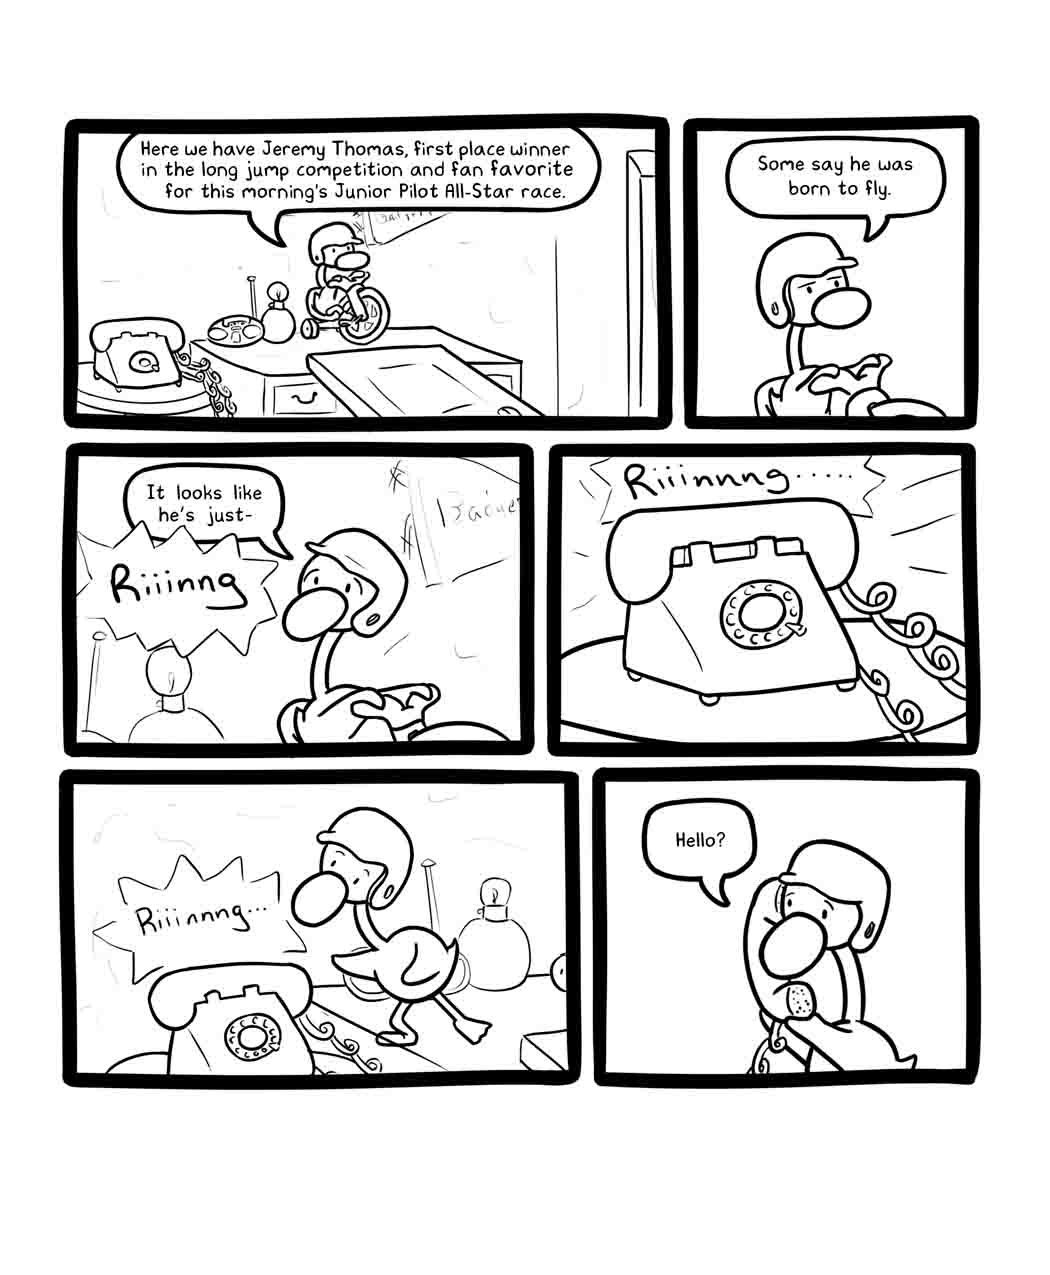 Here we have Jeremy Thomas, first place winner
in the long jump competition and fan favorite
for this morning's Junior Pilot All-Star race.
Some say he was
born to fly.
It looks like
he's just-
Riiinng
Riiinnng......
Riiinnng...
Hello?